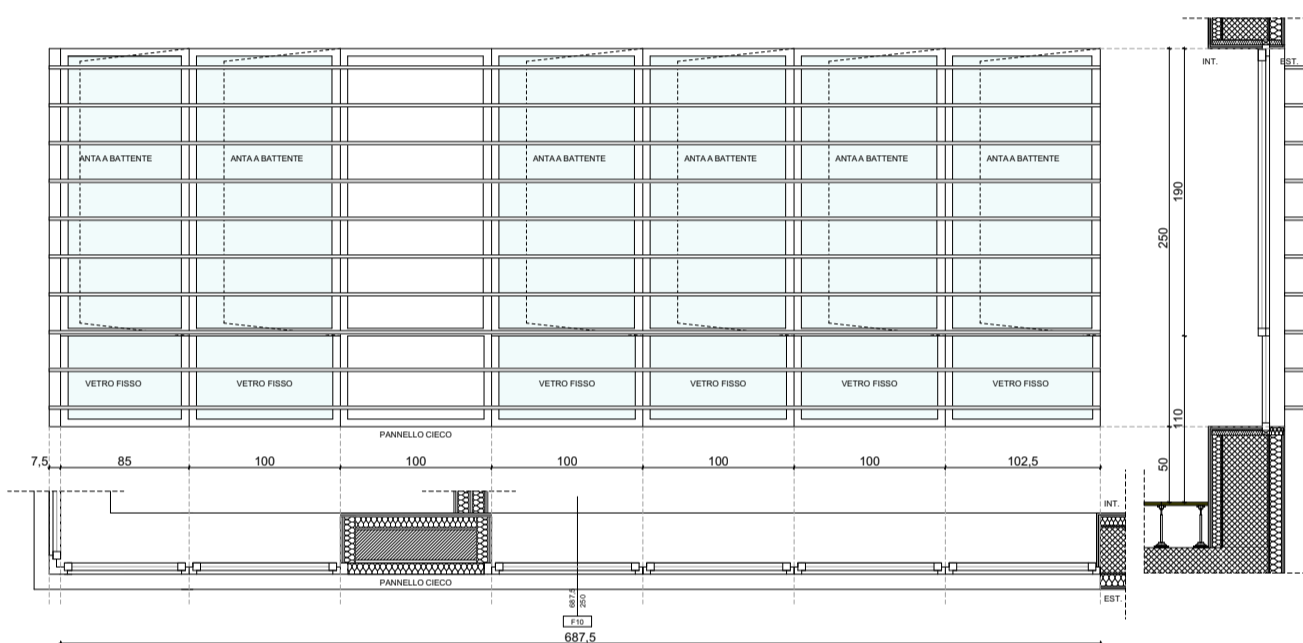 INT. EST.
ANTA A BATTENTE ANTA A BATTENTE ANTA A BATTENTE ANTA A BATTENTE ANTA A BATTENTE ANTA A BATTENTE
190
250
VETRO FISSO VETRO FISSO VETRO FISSO VETRO FISSO VETRO FISSO VETRO FISSO
110
PANNELLO CIECO
7,5 85 100 100 100 100 100 102,5
50
INT.
PANNELLO CIECO
687,5
250
EST.
F10
687,5